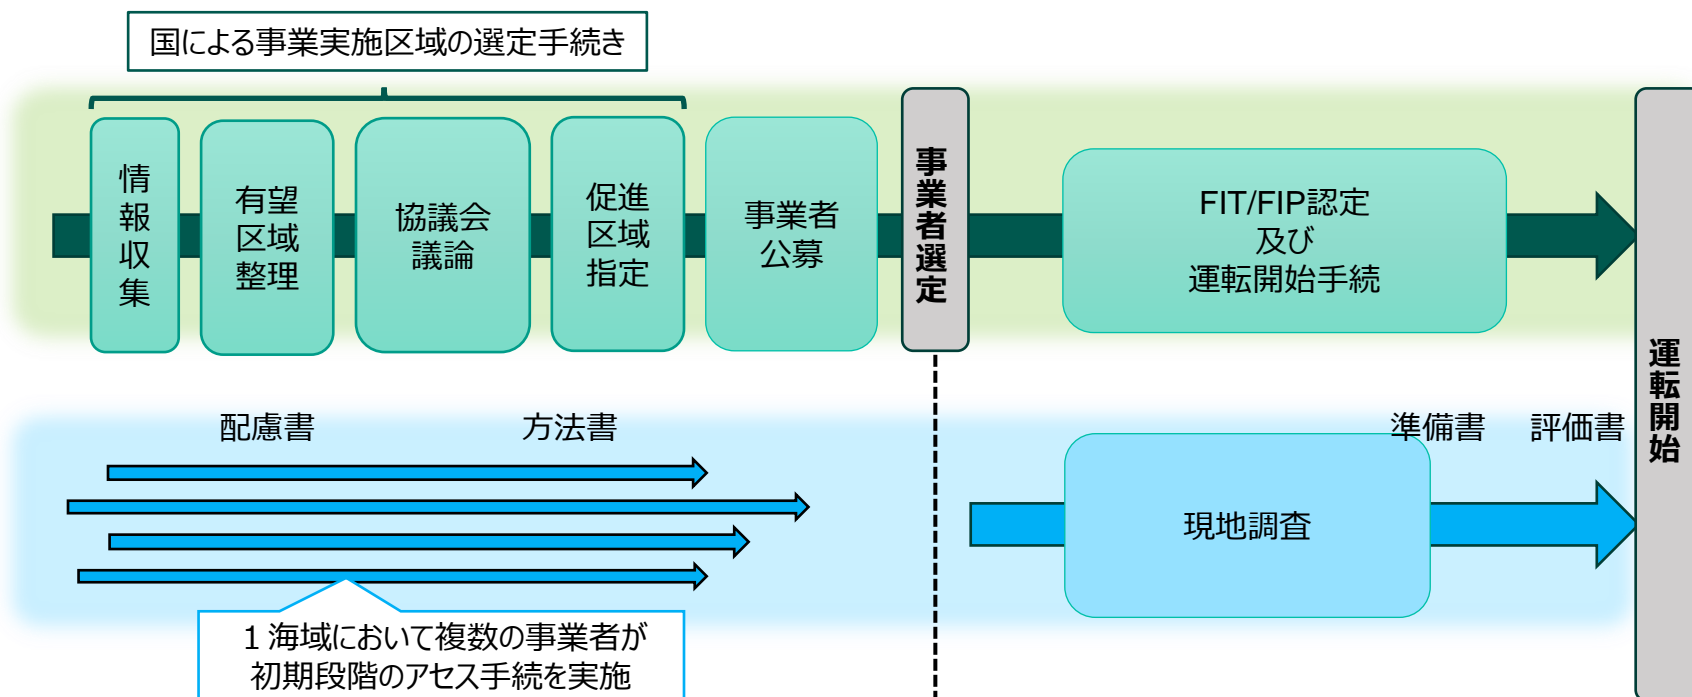 国による事業実施区域の選定手続き
情報収集
有望
区域
整理
協議会
議論
促進
区域
指定
事業者
公募
事業者選定
FIT/FIP認定
及び
運転開始手続
運転開始
配慮書
方法書
準備書
評価書
現地調査
１海域において複数の事業者が
初期段階のアセス手続を実施